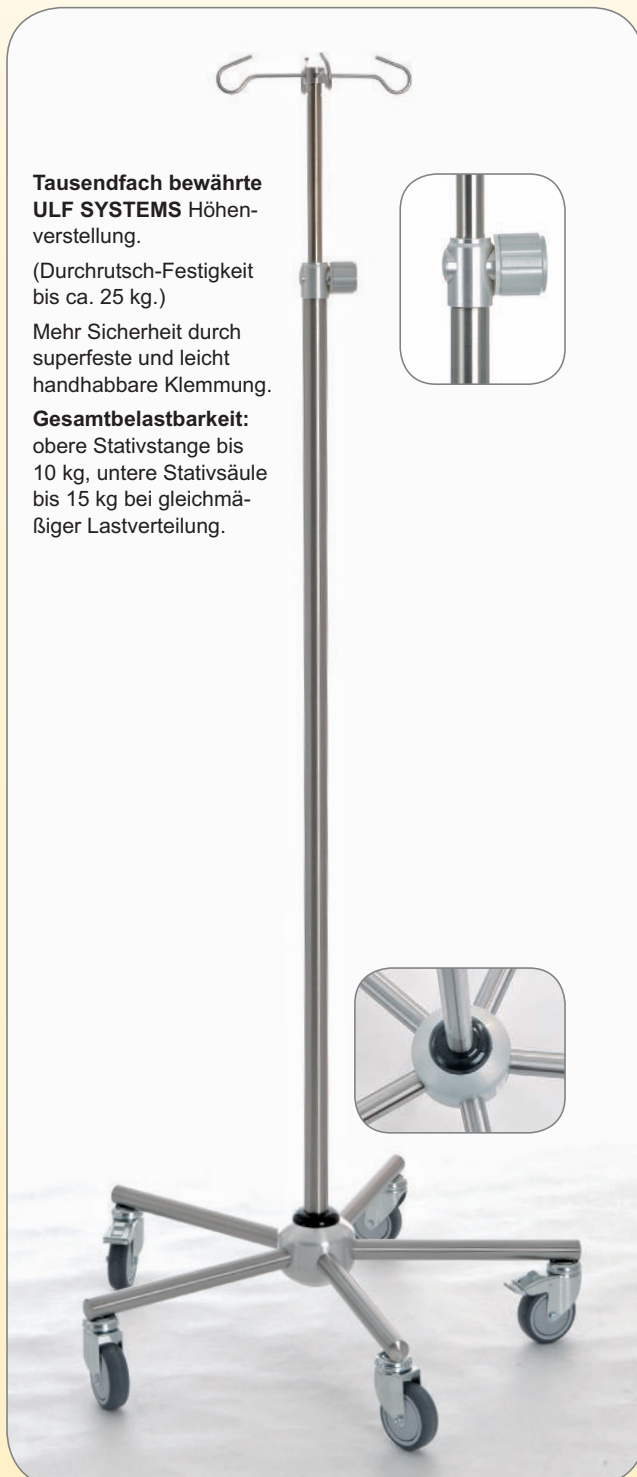 Tausendfach bewährte
ULF SYSTEMS Höhen-
verstellung.
(Durchrutsch-Festigkeit
bis ca. 25 kg.)
Mehr Sicherheit durch
superfeste und leicht
handhabbare Klemmung.
Gesamtbelastbarkeit:
obere Stativstange bis
10 kg, untere Stativsäule
bis 15 kg bei gleichmä-
ßiger Lastverteilung.